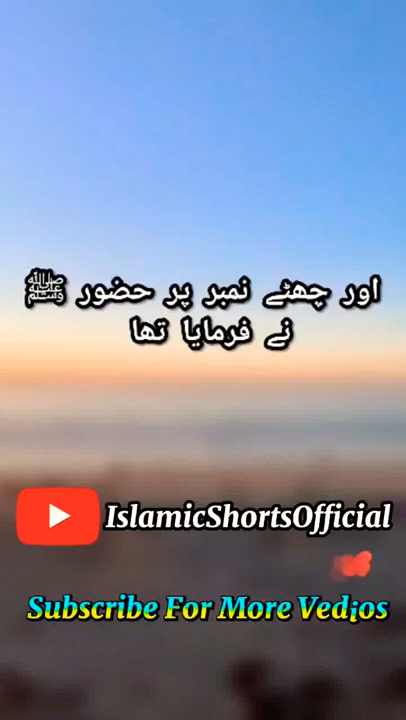 اور چھٹے نمبر پر حضور ﷺ
نے فرمایا تھا
IslamicShortsOfficial
Subscribe For More Vedios